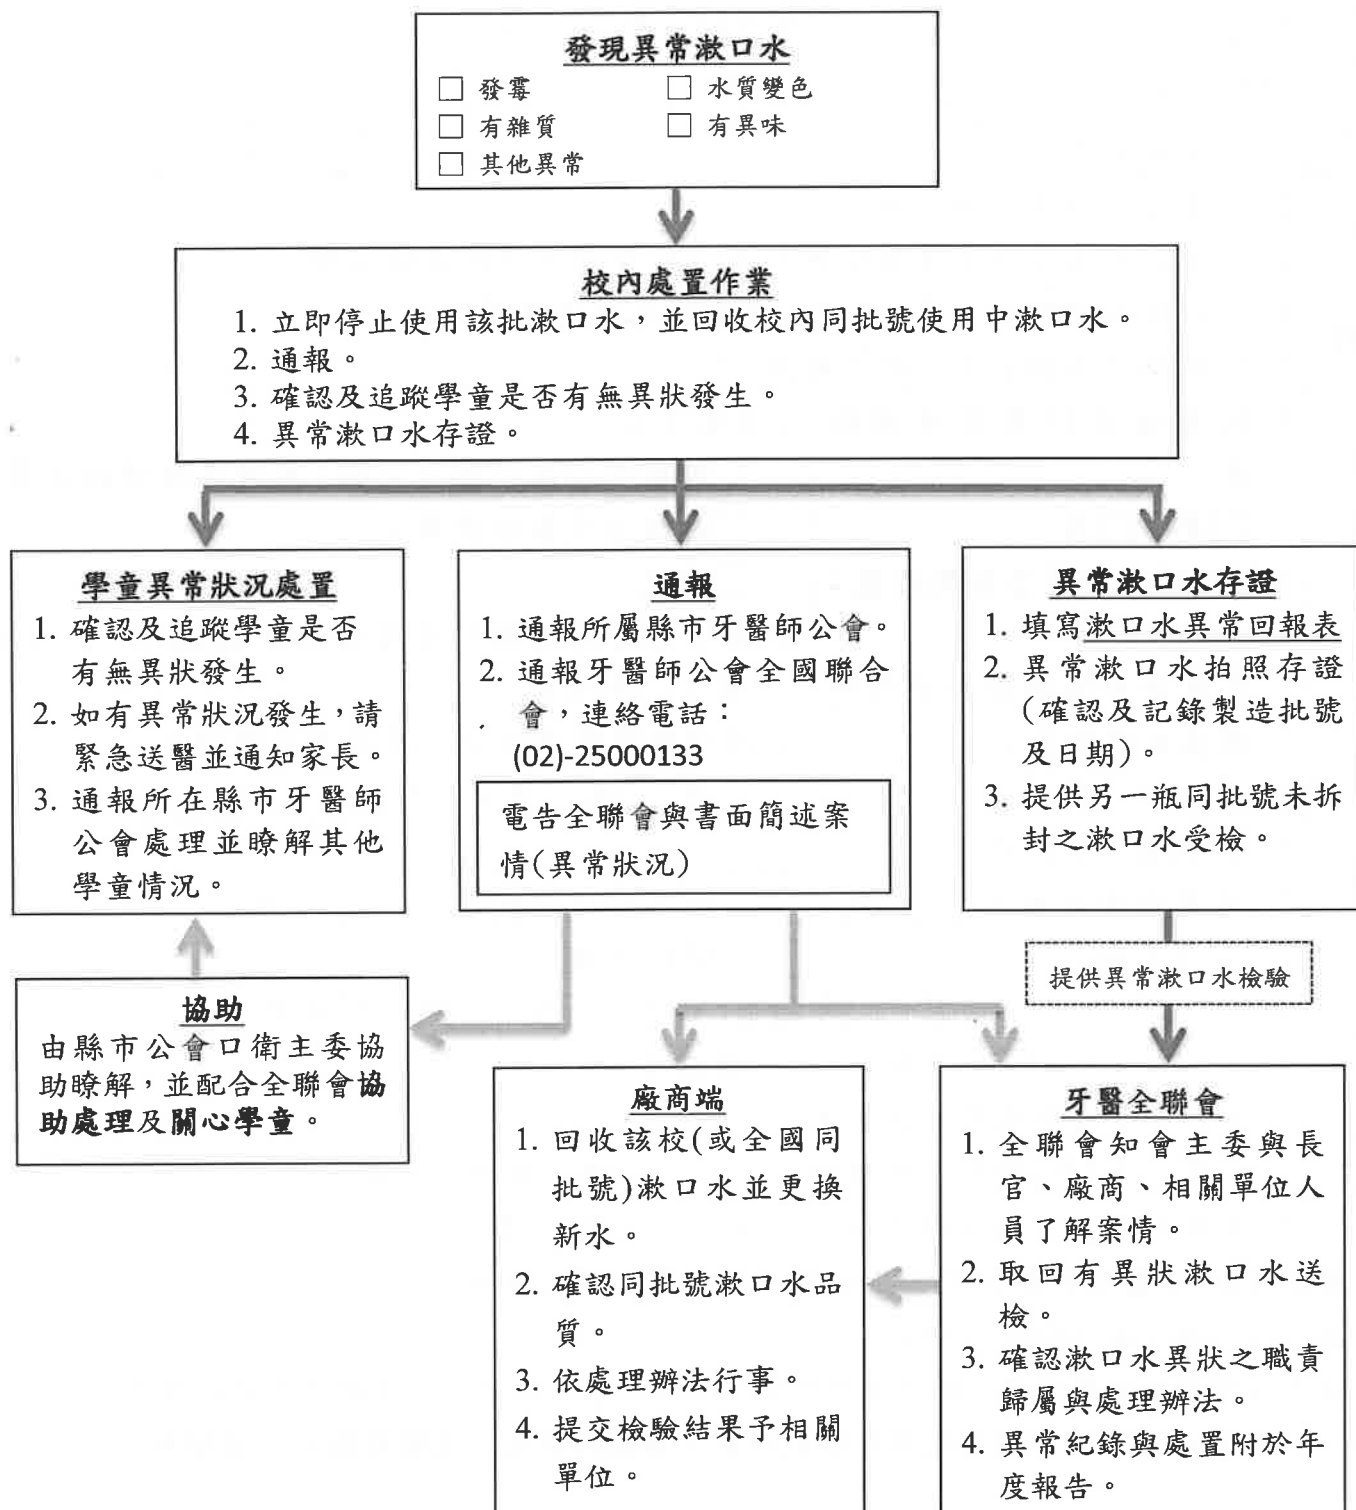 發現異常漱口水
□ 發霉 □ 水質變色
□ 有雜質 □ 有異味
□ 其他異常
校內處置作業
1. 立即停止使用該批漱口水，並回收校內同批號使用中漱口水。
2. 通報。
3. 確認及追蹤學童是否有無異狀發生。
4. 異常漱口水存證。
學童異常狀況處置
1. 確認及追蹤學童是否
有無異狀發生。
2. 如有異常狀況發生，請
緊急送醫並通知家長。
3. 通報所在縣市牙醫師
公會處理並瞭解其他
學童情況。
通報
1. 通報所屬縣市牙醫師公會。
2. 通報牙醫師公會全國聯合
會，連絡電話：
(02)-25000133
電告全聯會與書面簡述案
情(異常狀況)
異常漱口水存證
1. 填寫漱口水異常回報表
2. 異常漱口水拍照存證
(確認及記錄製造批號
及日期)。
3. 提供另一瓶同批號未拆
封之漱口水受檢。
提供異常漱口水檢驗
協助
由縣市公會口衛主委協
助瞭解，並配合全聯會協
助處理及關心學童。
廠商端
1. 回收該校(或全國同
批號)漱口水並更換
新水。
2. 確認同批號漱口水品
質。
3. 依處理辦法行事。
4. 提交檢驗結果予相關
單位。
牙醫全聯會
1. 全聯會知會主委與長
官、廠商、相關單位人
員了解案情。
2. 取回有異狀漱口水送
檢。
3. 確認漱口水異狀之職責
歸屬與處理辦法。
4. 異常紀錄與處置附於年
度報告。